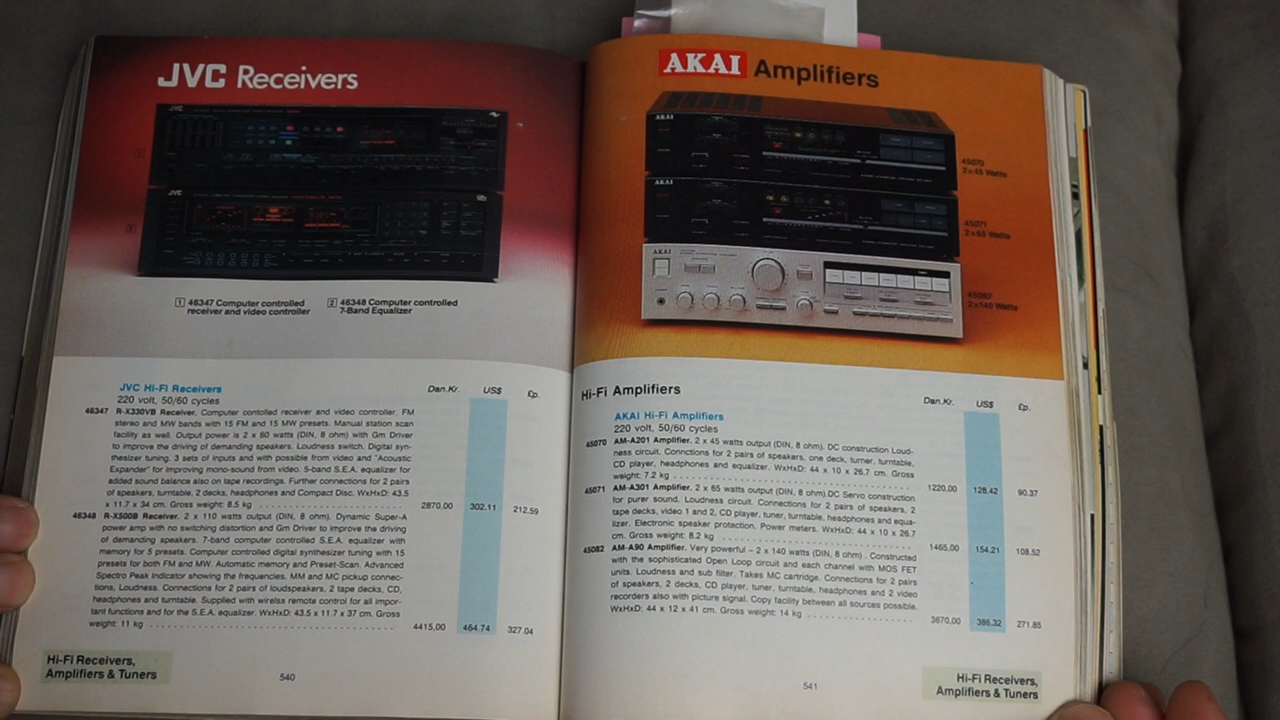 JVC Receivers
JVC
JVC
1
2
1 46347 Computer controlled
receiver and video controller
2 46348 Computer controlled
7-Band Equalizer
JVC Hi-Fi Receivers
220 volt, 50/60 cycles
Dan.Kr. US$ £p.
46347 R-X330VB Receiver. Computer contolled receiver and video controller. FM
stereo and MW bands with 15 FM and 15 MW presets. Manual station scan
facility as well. Output power is 2 x 60 watts (DIN, 8 ohm) with Gm Driver
to improve the driving of demanding speakers. Loudness switch. Digital syn-
thesizer tuning. 3 sets of inputs and with possible from video and "Acoustic
Expander" for improving mono-sound from video. 5-band S.E.A. equalizer for
added sound balance also on tape recordings. Further connections for 2 pairs
of speakers, turntable, 2 decks, headphones and Compact Disc. WxHxD: 43.5
x 11.7 x 34 cm. Gross weight: 8.5 kg 2870,00 302.11 212.59
46348 R-X500B Receiver. 2 x 110 watts output (DIN, 8 ohm). Dynamic Super-A
power amp with no switching distortion and Gm Driver to improve the driving
of demanding speakers. 7-band computer controlled S.E.A. equalizer with
memory for 5 presets. Computer controlled digital synthesizer tuning with 15
presets for both FM and MW. Automatic memory and Preset-Scan. Advanced
Spectro Peak Indicator showing the frequencies. MM and MC pickup connec-
tions, Loudness. Connections for 2 pairs of loudspeakers, 2 tape decks, CD,
headphones and turntable. Supplied with wirelss remote control for all impor-
tant functions and for the S.E.A. equalizer. WxHxD: 43.5 x 11.7 x 37 cm. Gross
weight: 11 kg 4415,00 464.74 327.04
Hi-Fi Receivers,
Amplifiers & Tuners
540
AKAI Amplifiers
AKAI
AKAI
AKAI
45070
2x45 Watts
45071
2x65 Watts
45082
2x140 Watts
Hi-Fi Amplifiers
AKAI Hi-Fi Amplifiers
220 volt, 50/60 cycles
Dan.Kr. US$ £p.
45070 AM-A201 Amplifier. 2 x 45 watts output (DIN, 8 ohm). DC construction Loud-
ness circuit. Connctions for 2 pairs of speakers, one deck, tuner, turntable,
CD player, headphones and equalizer. WxHxD: 44 x 10 x 26.7 cm. Gross
weight: 7.2 kg 1220,00 128.42 90.37
45071 AM-A301 Amplifier. 2 x 65 watts output (DIN, 8 ohm).DC Servo construction
for purer sound. Loudness circuit. Connections for 2 pairs of speakers, 2
tape decks, video 1 and 2, CD player, tuner, turntable, headphones and equa-
lizer. Electronic speaker protection. Power meters. WxHxD: 44 x 10 x 26.7
cm. Gross weight: 8.2 kg 1465,00 154.21 108.52
45082 AM-A90 Amplifier. Very powerful – 2 x 140 watts (DIN, 8 ohm) . Constructed
with the sophisticated Open Loop circuit and each channel with MOS FET
units. Loudness and sub filter. Takes MC cartridge. Connections for 2 pairs
of speakers, 2 decks, CD player, tuner, turntable, headphones and 2 video
recorders also with picture signal. Copy facility between all sources possible.
WxHxD: 44 x 12 x 41 cm. Gross weight: 14 kg 3670,00 386.32 271.85
541
Hi-Fi Receivers,
Amplifiers & Tuners